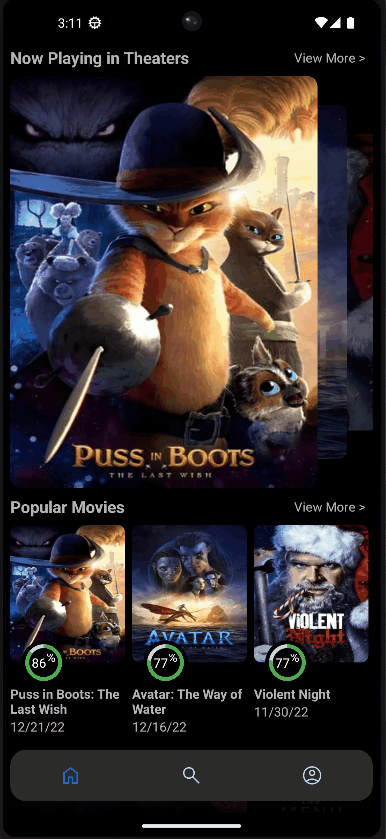 3:11
Now Playing in Theaters
View More >
PUSS IN BOOTS
THE LAST WISH
Popular Movies
View More >
BOOTS
AVATAR
VIOLENT
Night
86%
77%
77%
Puss in Boots: The
Last Wish
12/21/22
Avatar: The Way of
Water
12/16/22
Violent Night
11/30/22
MENU